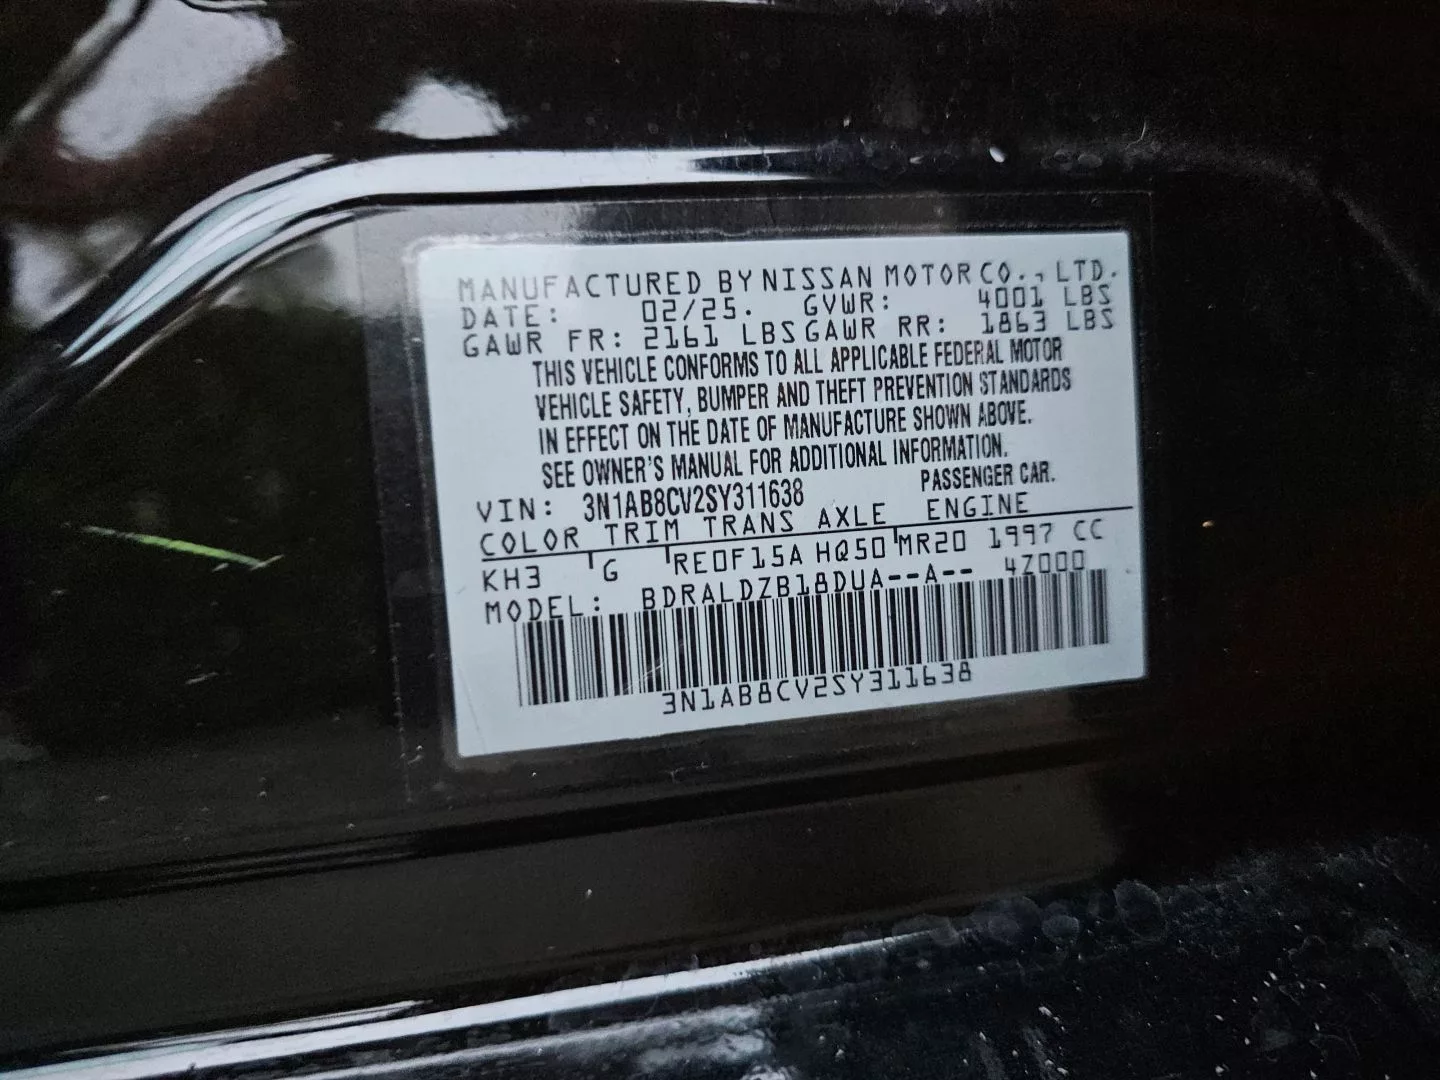 MANUFACTURED BY NISSAN MOTOR CO., LTD.
DATE: 02/25. GVWR: 4001 LBS
GAWR FR: 2161 LBS GAWR RR: 1863 LBS
THIS VEHICLE CONFORMS TO ALL APPLICABLE FEDERAL MOTOR
VEHICLE SAFETY, BUMPER AND THEFT PREVENTION STANDARDS
IN EFFECT ON THE DATE OF MANUFACTURE SHOWN ABOVE.
SEE OWNER'S MANUAL FOR ADDITIONAL INFORMATION.
VIN: 3N1AB8CV2SY311638 PASSENGER CAR.
COLOR TRIM TRANS AXLE ENGINE
KH3 G RE0F15A HQ50 MR20 1997 CC
MODEL: BDRALDZB18DUA--A-- 4Z000
3N1AB8CV2SY311638